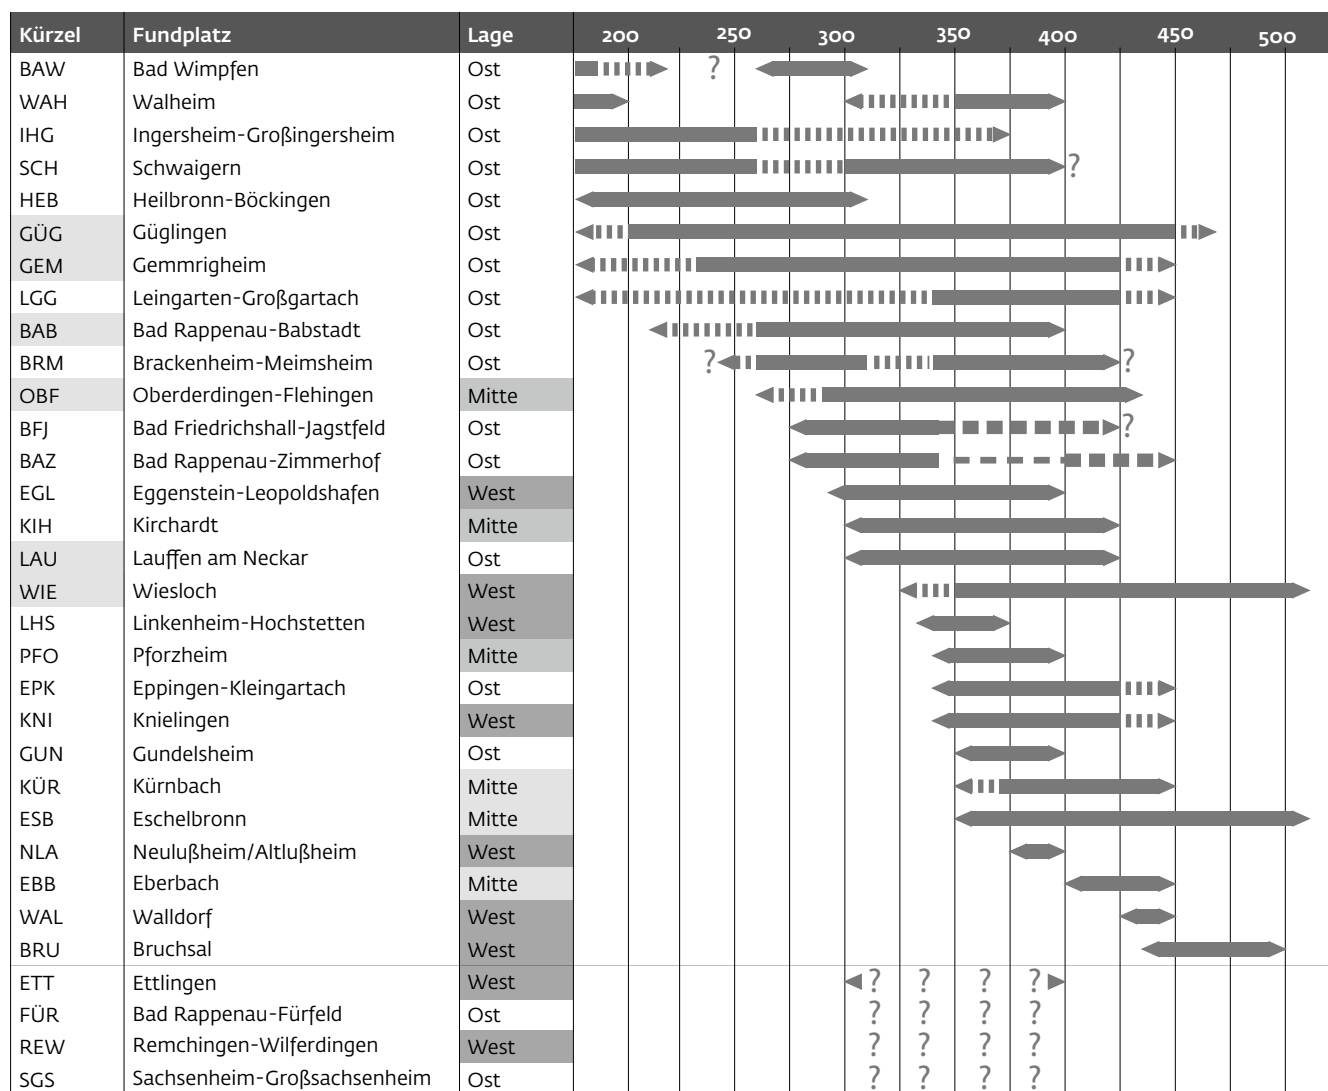 Kürzel Fundplatz Lage 200 250 300 350 400 450 500
BAW Bad Wimpfen Ost ?
WAH Walheim Ost
IHG Ingersheim-Großingersheim Ost
SCH Schwaigern Ost ?
HEB Heilbronn-Böckingen Ost
GÜG Güglingen Ost
GEM Gemmrigheim Ost
LGG Leingarten-Großgartach Ost
BAB Bad Rappenau-Babstadt Ost
BRM Brackenheim-Meimsheim Ost ? ?
OBF Oberderdingen-Flehingen Mitte
BFJ Bad Friedrichshall-Jagstfeld Ost ?
BAZ Bad Rappenau-Zimmerhof Ost
EGL Eggenstein-Leopoldshafen West
KIH Kirchardt Mitte
LAU Lauffen am Neckar Ost
WIE Wiesloch West
LHS Linkenheim-Hochstetten West
PFO Pforzheim Mitte
EPK Eppingen-Kleingartach Ost
KNI Knielingen West
GUN Gundelsheim Ost
KÜR Kürnbach Mitte
ESB Eschelbronn Mitte
NLA Neulußheim/Altlußheim West
EBB Eberbach Mitte
WAL Walldorf West
BRU Bruchsal West
ETT Ettlingen West ? ? ? ?
FÜR Bad Rappenau-Fürfeld Ost ? ? ? ?
REW Remchingen-Wilferdingen West ? ? ? ?
SGS Sachsenheim-Großsachsenheim Ost ? ? ? ?